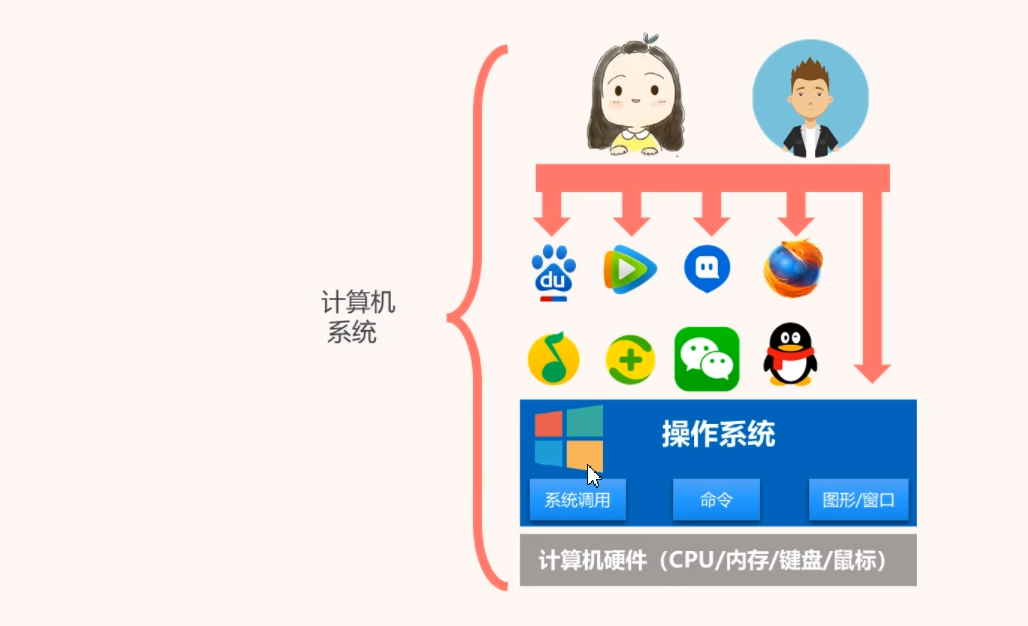 计算机
系统
du
操作系统
系统调用
命令
图形/窗口
计算机硬件（CPU/内存/键盘/鼠标）